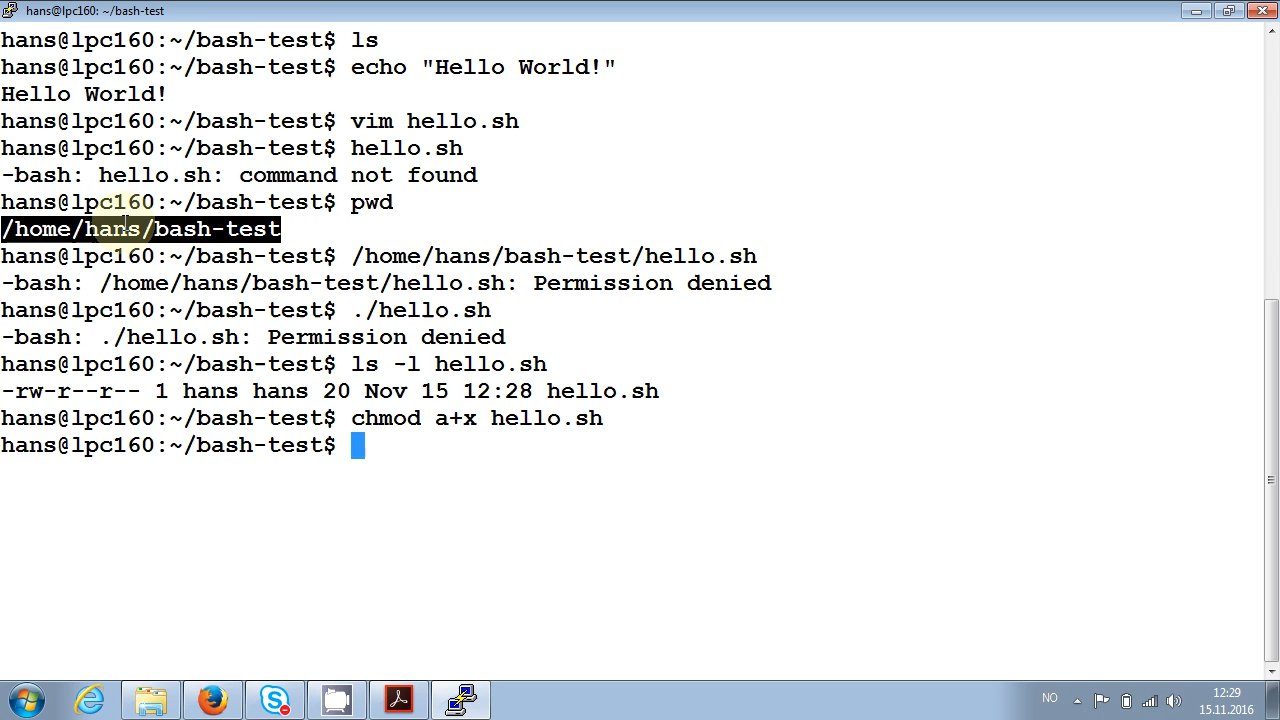 hans@lpc160: ~/bash-test
hans@lpc160:~/bash-test$ ls
hans@lpc160:~/bash-test$ echo "Hello World!"
Hello World!
hans@lpc160:~/bash-test$ vim hello.sh
hans@lpc160:~/bash-test$ hello.sh
-bash: hello.sh: command not found
hans@lpc160:~/bash-test$ pwd
/home/hans/bash-test
hans@lpc160:~/bash-test$ /home/hans/bash-test/hello.sh
-bash: /home/hans/bash-test/hello.sh: Permission denied
hans@lpc160:~/bash-test$ ./hello.sh
-bash: ./hello.sh: Permission denied
hans@lpc160:~/bash-test$ ls -l hello.sh
-rw-r--r-- 1 hans hans 20 Nov 15 12:28 hello.sh
hans@lpc160:~/bash-test$ chmod a+x hello.sh
hans@lpc160:~/bash-test$
NO
12:29
15.11.2016